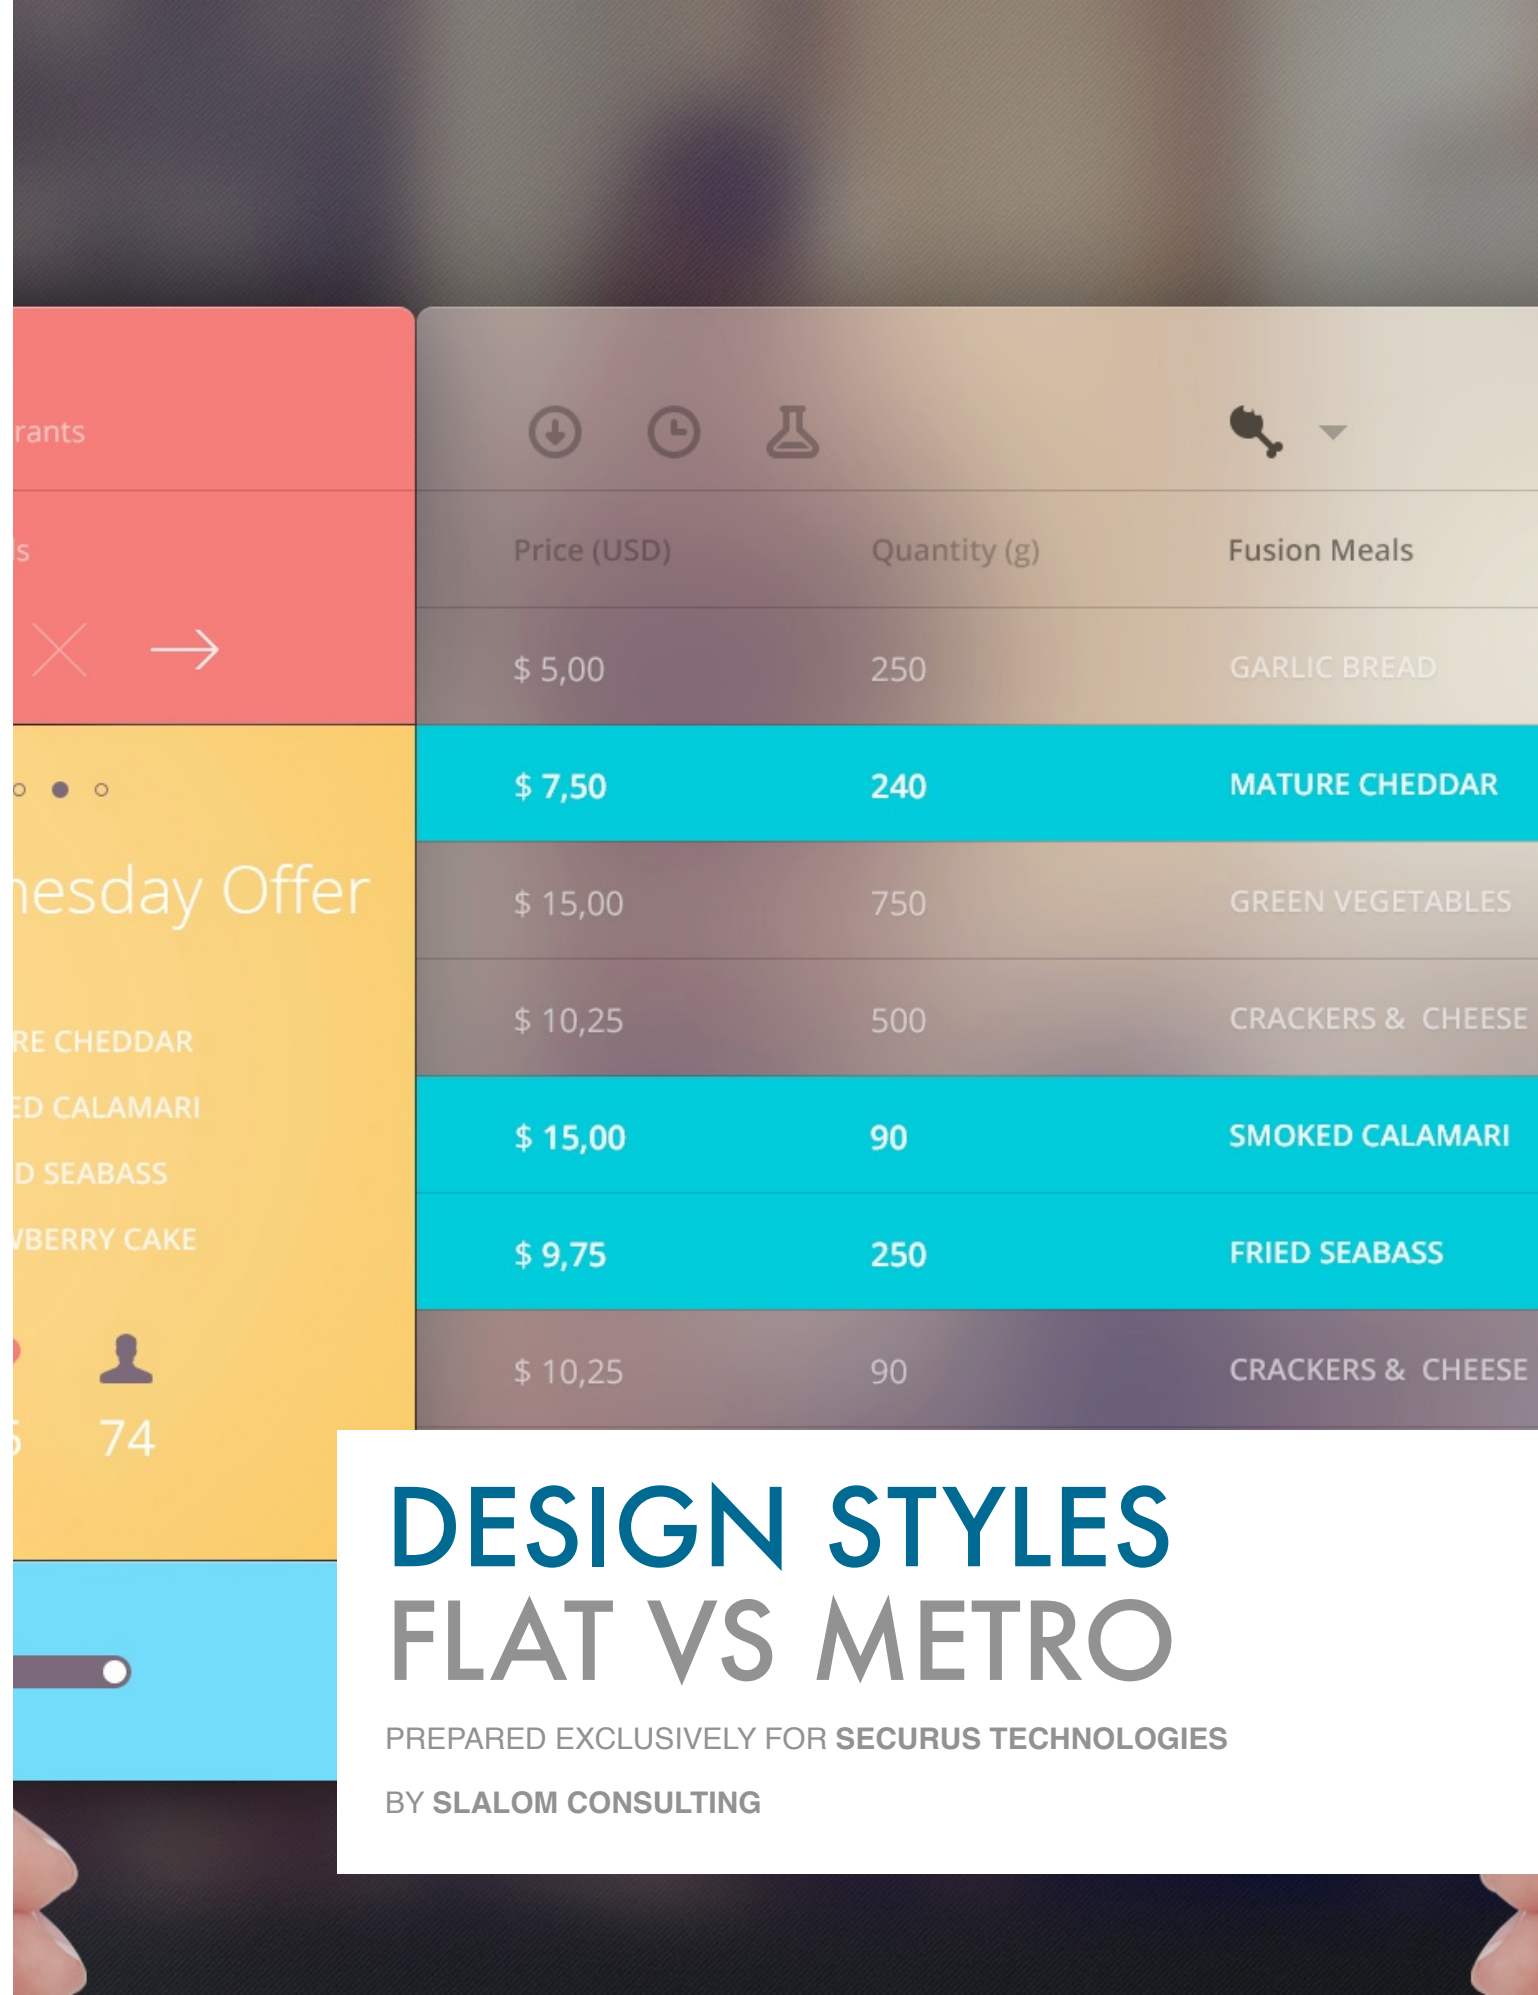 rants
s
Price (USD) Quantity (g) Fusion Meals
$ 5,00 250 GARLIC BREAD
$ 7,50 240 MATURE CHEDDAR
nesday Offer
$ 15,00 750 GREEN VEGETABLES
$ 10,25 500 CRACKERS & CHEESE
RE CHEDDAR
ED CALAMARI
$ 15,00 90 SMOKED CALAMARI
D SEABASS
WBERRY CAKE
$ 9,75 250 FRIED SEABASS
$ 10,25 90 CRACKERS & CHEESE
74
DESIGN STYLES
FLAT VS METRO
PREPARED EXCLUSIVELY FOR SECURUS TECHNOLOGIES
BY SLALOM CONSULTING